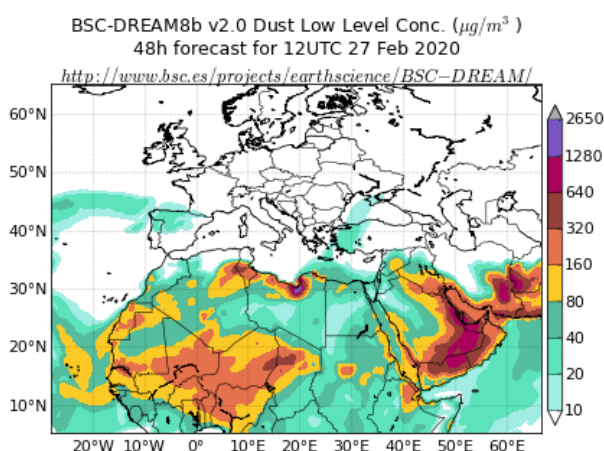 BSC-DREAM8b v2.0 Dust Low Level Conc. (μg/m³ )
48h forecast for 12UTC 27 Feb 2020
http://www.bsc.es/projects/earthscience/BSC−DREAM/
60°N
50°N
40°N
30°N
20°N
10°N
20°W 10°W 0° 10°E 20°E 30°E 40°E 50°E 60°E
2650
1280
640
320
160
80
40
20
10